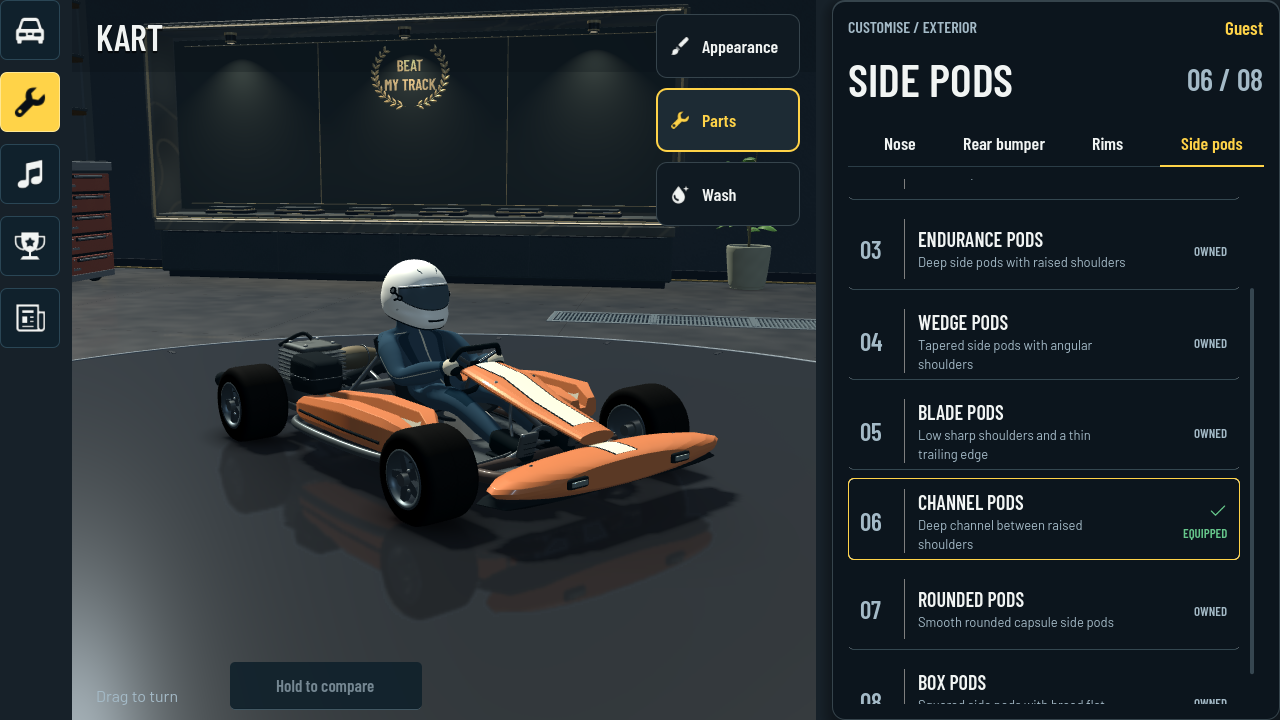 KART
BEAT
MY TRACK
Appearance
Parts
Wash
Drag to turn
Hold to compare
CUSTOMISE / EXTERIOR
Guest
SIDE PODS
06 / 08
Nose
Rear bumper
Rims
Side pods
03
ENDURANCE PODS
Deep side pods with raised shoulders
OWNED
04
WEDGE PODS
Tapered side pods with angular
shoulders
OWNED
05
BLADE PODS
Low sharp shoulders and a thin
trailing edge
OWNED
06
CHANNEL PODS
Deep channel between raised
shoulders
EQUIPPED
07
ROUNDED PODS
Smooth rounded capsule side pods
OWNED
08
BOX PODS
OWNED